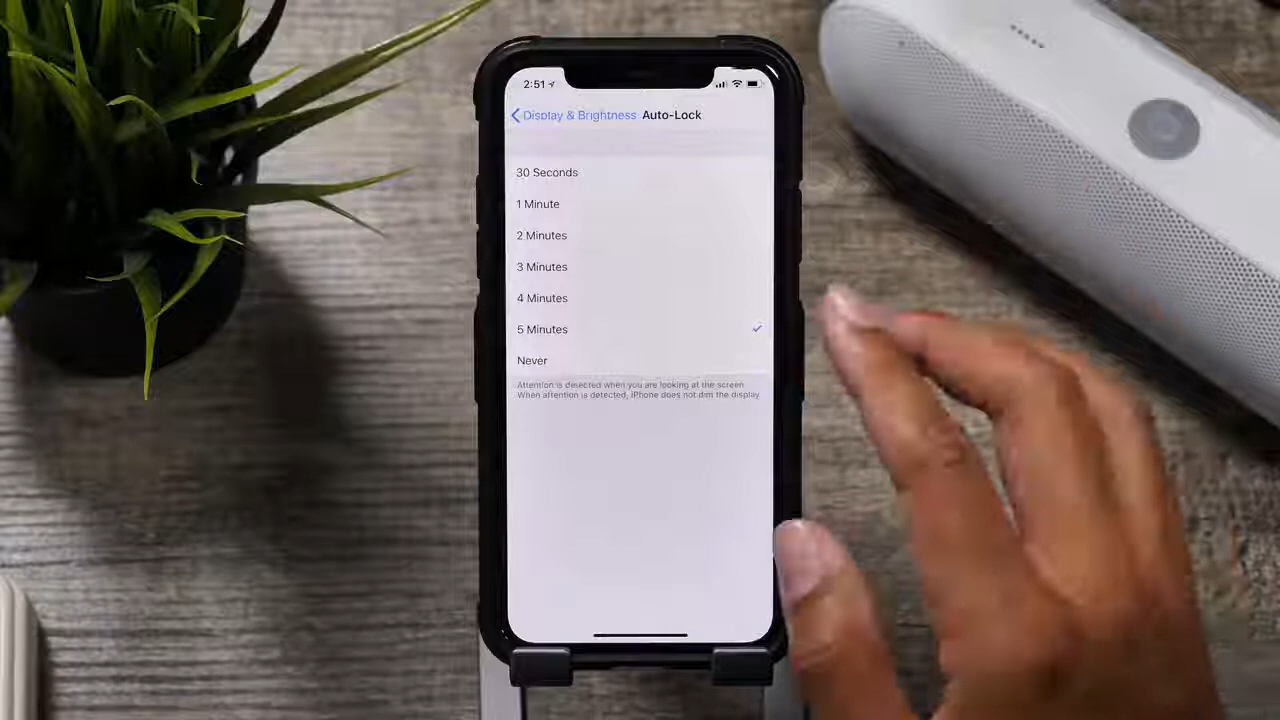 2:51
Display & Brightness Auto-Lock
30 Seconds
1 Minute
2 Minutes
3 Minutes
4 Minutes
5 Minutes
Never
Attention is detected when you are looking at the screen
When attention is detected, iPhone does not dim the display